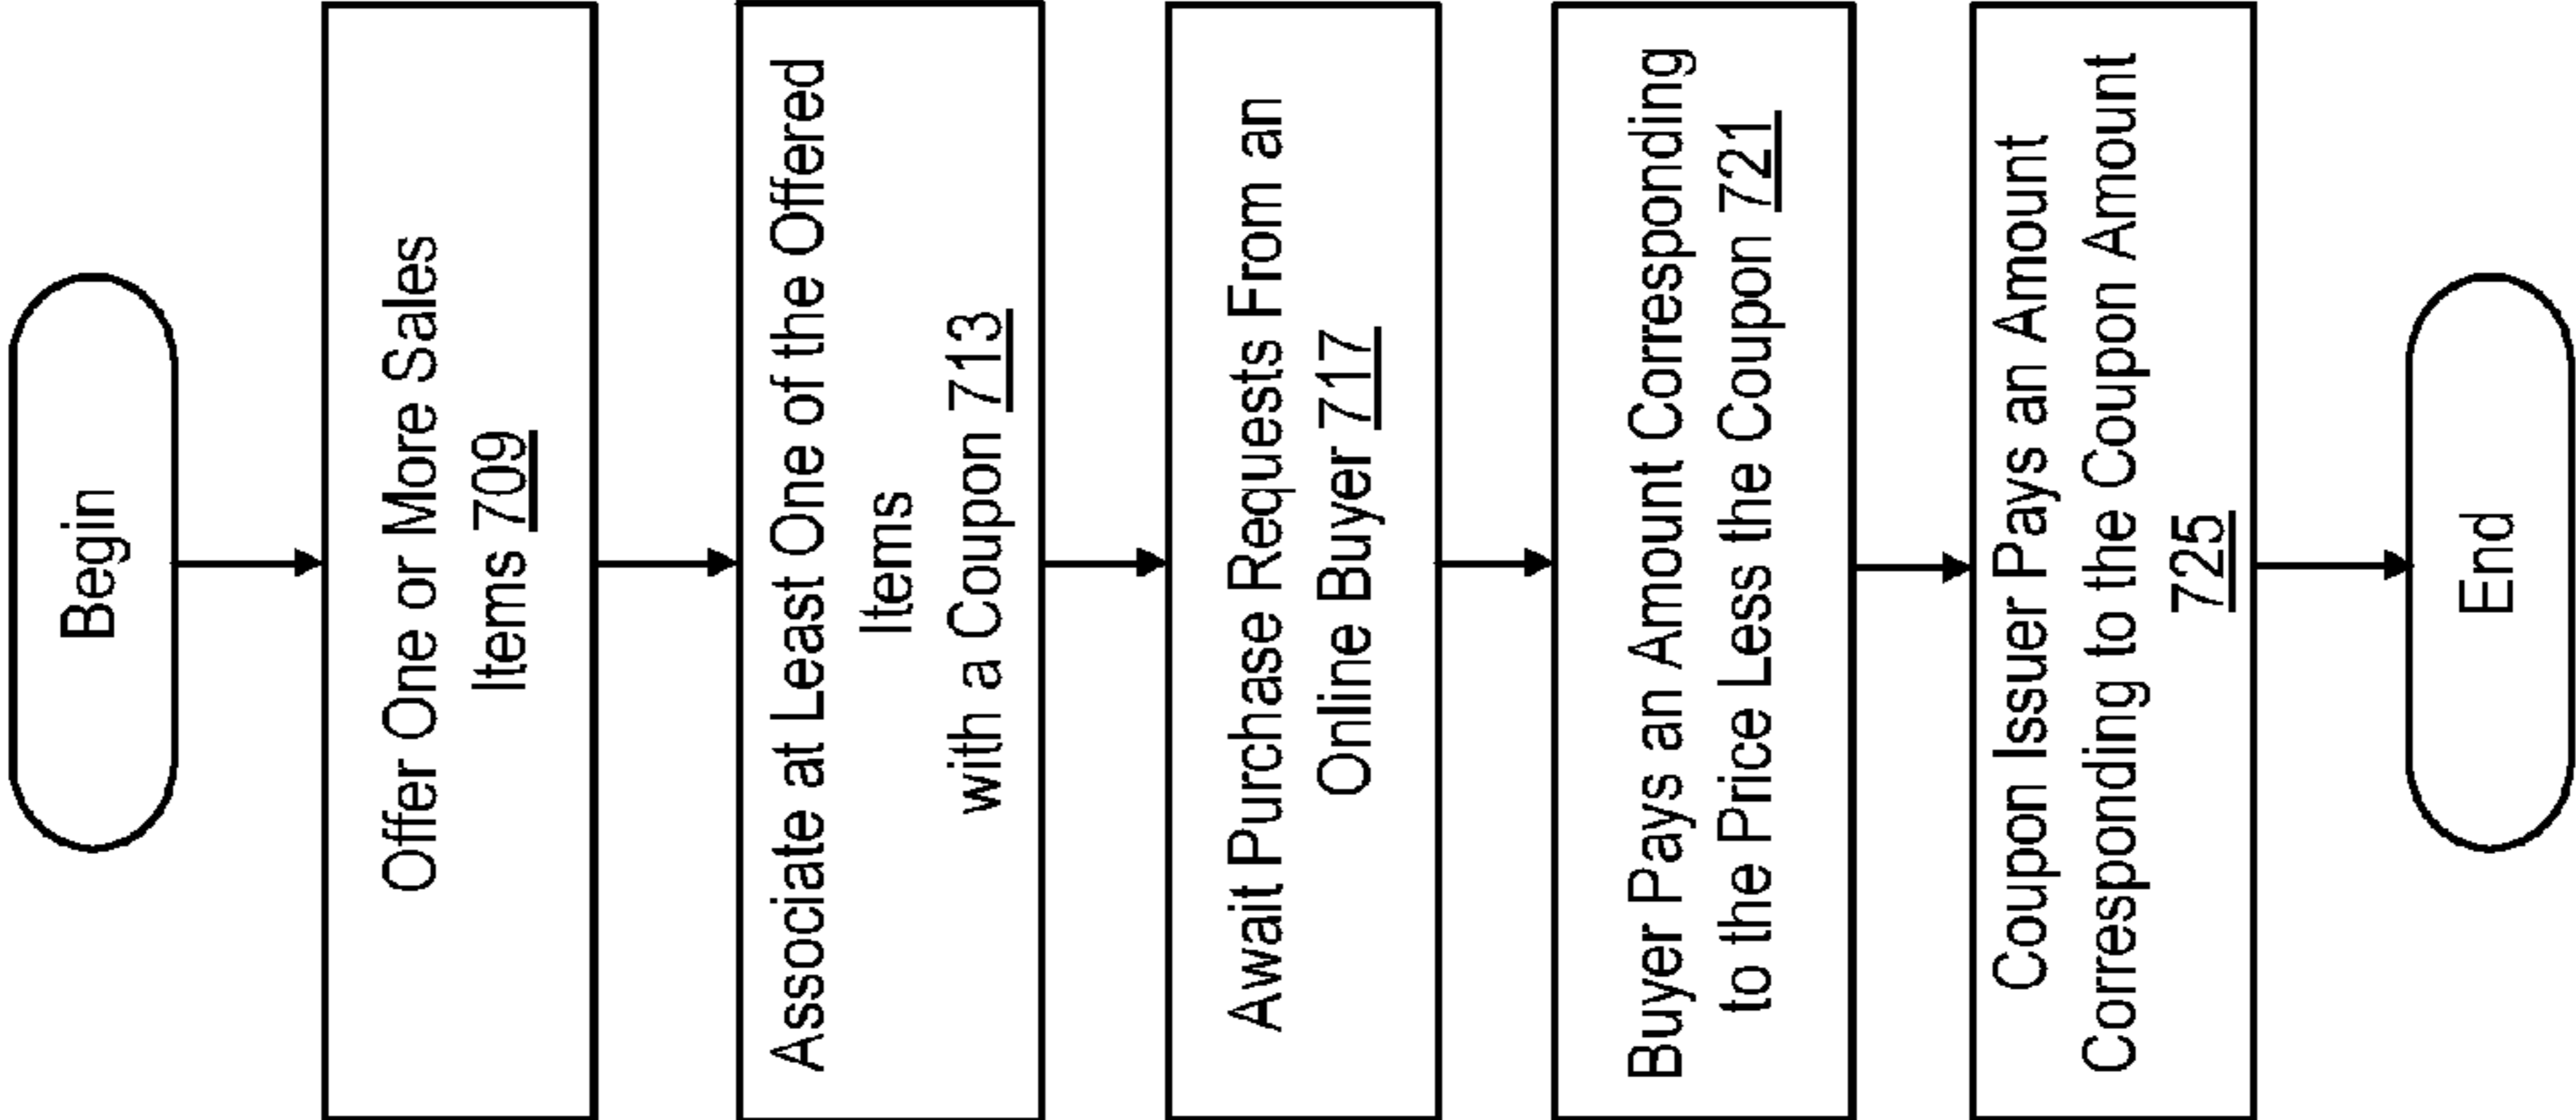 Begin
Offer One or More Sales
Items 709
Associate at Least One of the Offered
Items
with a Coupon 713
Await Purchase Requests From an
Online Buyer 717
Buyer Pays an Amount Corresponding
to the Price Less the Coupon 721
Coupon Issuer Pays an Amount
Corresponding to the Coupon Amount
725
End